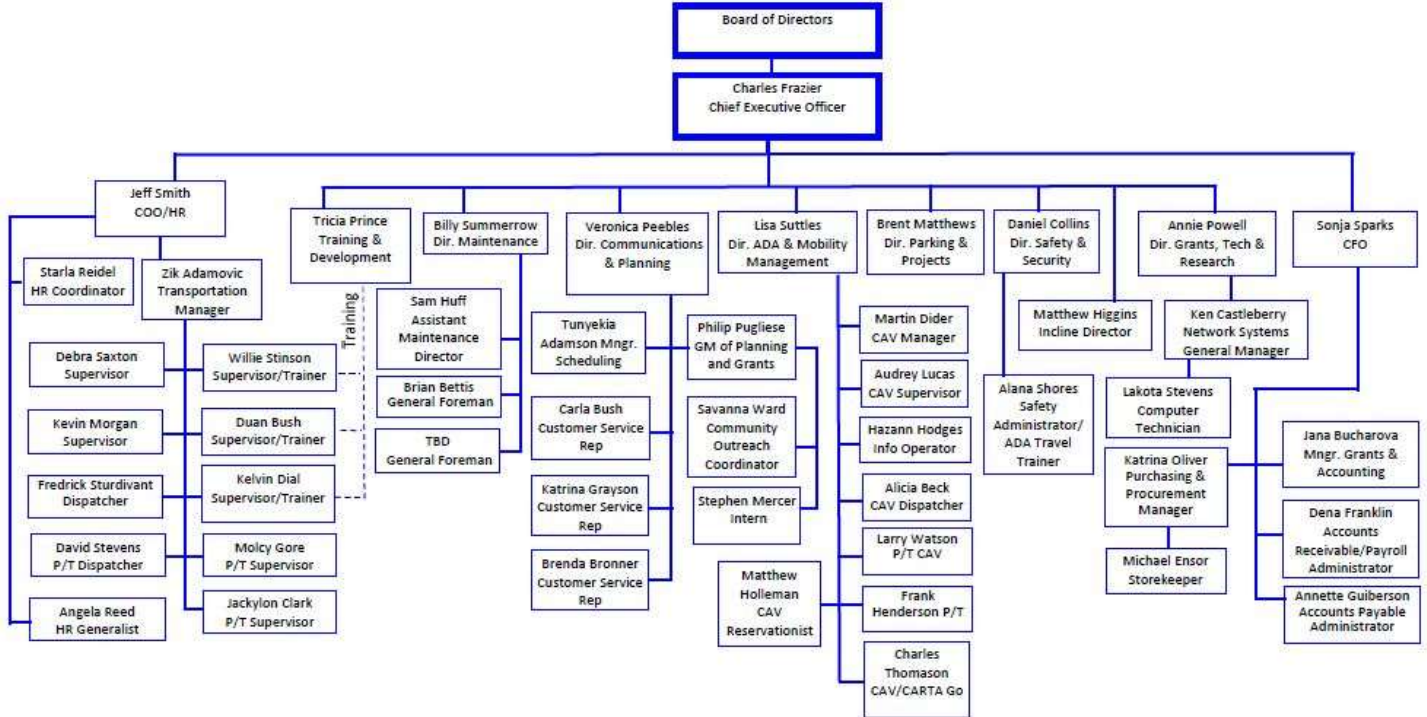 Board of Directors
Charles Frazier
Chief Executive Officer
Jeff Smith
COO/HR
Starla Reidel
HR Coordinator
Zik Adamovic
Transportation
Manager
Debra Saxton
Supervisor
Willie Stinson
Supervisor/Trainer
Kevin Morgan
Supervisor
Duan Bush
Supervisor/Trainer
Fredrick Sturdivant
Dispatcher
Kelvin Dial
Supervisor/Trainer
David Stevens
P/T Dispatcher
Molcy Gore
P/T Supervisor
Angela Reed
HR Generalist
Jackylon Clark
P/T Supervisor
Tricia Prince
Training &
Development
Training
Billy Summerrow
Dir. Maintenance
Sam Huff
Assistant
Maintenance
Director
Brian Bettis
General Foreman
TBD
General Foreman
Veronica Peebles
Dir. Communications
& Planning
Tunyekia
Adamson Mngr.
Scheduling
Philip Pugliese
GM of Planning
and Grants
Carla Bush
Customer Service
Rep
Savanna Ward
Community
Outreach
Coordinator
Katrina Grayson
Customer Service
Rep
Stephen Mercer
Intern
Brenda Bronner
Customer Service
Rep
Lisa Suttles
Dir. ADA & Mobility
Management
Martin Dider
CAV Manager
Audrey Lucas
CAV Supervisor
Hazann Hodges
Info Operator
Alicia Beck
CAV Dispatcher
Larry Watson
P/T CAV
Matthew
Holleman
CAV
Reservationist
Frank
Henderson P/T
Charles
Thomason
CAV/CARTA Go
Brent Matthews
Dir. Parking &
Projects
Daniel Collins
Dir. Safety &
Security
Alana Shores
Safety
Administrator/
ADA Travel
Trainer
Matthew Higgins
Incline Director
Annie Powell
Dir. Grants, Tech &
Research
Ken Castleberry
Network Systems
General Manager
Lakota Stevens
Computer
Technician
Sonja Sparks
CFO
Katrina Oliver
Purchasing &
Procurement
Manager
Michael Ensor
Storekeeper
Jana Bucharova
Mngr. Grants &
Accounting
Dena Franklin
Accounts
Receivable/Payroll
Administrator
Annette Guiberson
Accounts Payable
Administrator